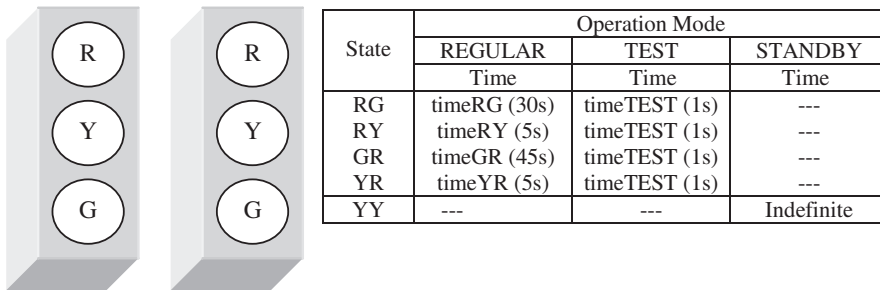 R R
Y Y
G G
Operation Mode
State REGULAR TEST STANDBY
Time Time Time
RG timeRG (30s) timeTEST (1s) ---
RY timeRY (5s) timeTEST (1s) ---
GR timeGR (45s) timeTEST (1s) ---
YR timeYR (5s) timeTEST (1s) ---
YY --- --- Indefinite